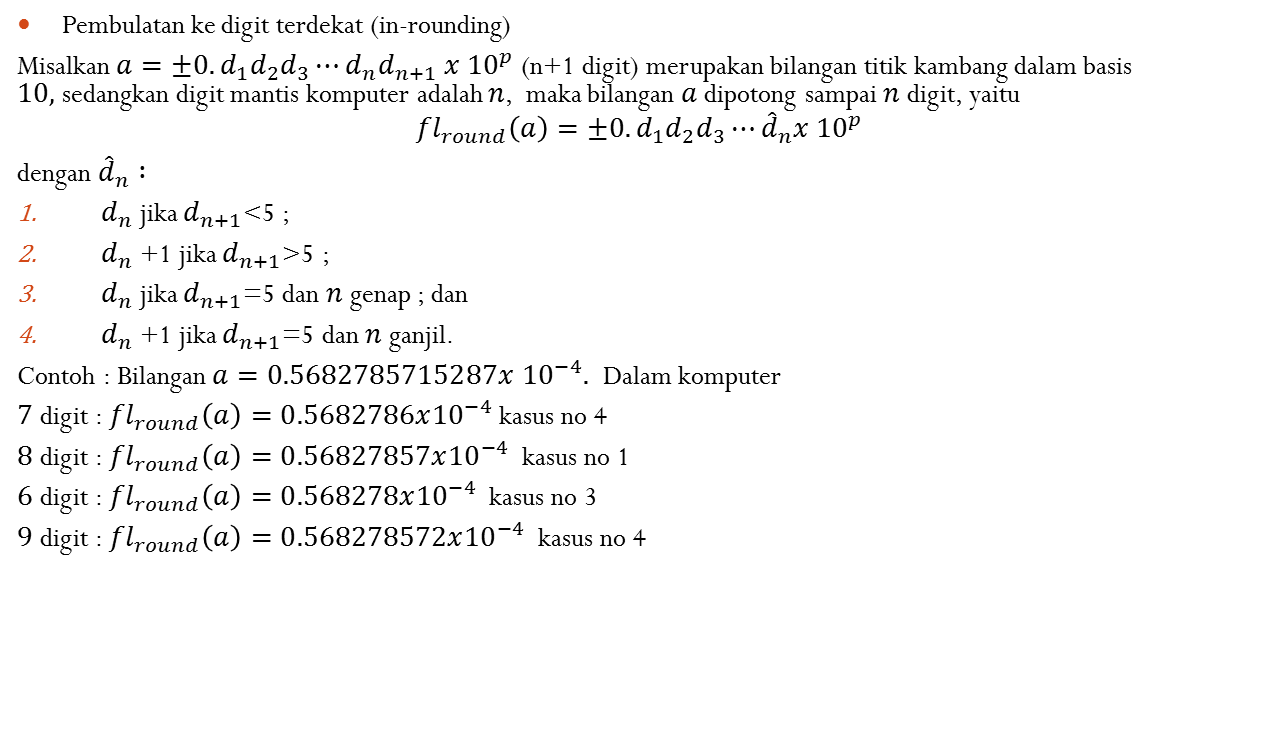 • Pembulatan ke digit terdekat (in-rounding)
Misalkan a = ±0. d₁d₂d₃ ⋯ dₙdₙ₊₁ x 10ᵖ (n+1 digit) merupakan bilangan titik kambang dalam basis
10, sedangkan digit mantis komputer adalah n, maka bilangan a dipotong sampai n digit, yaitu
fl_round(a) = ±0. d₁d₂d₃ ⋯ d̂ₙx 10ᵖ
dengan d̂ₙ :
1. dₙ jika dₙ₊₁<5 ;
2. dₙ +1 jika dₙ₊₁>5 ;
3. dₙ jika dₙ₊₁=5 dan n genap ; dan
4. dₙ +1 jika dₙ₊₁=5 dan n ganjil.
Contoh : Bilangan a = 0.5682785715287x 10⁻⁴. Dalam komputer
7 digit : fl_round(a) = 0.5682786x10⁻⁴ kasus no 4
8 digit : fl_round(a) = 0.56827857x10⁻⁴ kasus no 1
6 digit : fl_round(a) = 0.568278x10⁻⁴ kasus no 3
9 digit : fl_round(a) = 0.568278572x10⁻⁴ kasus no 4